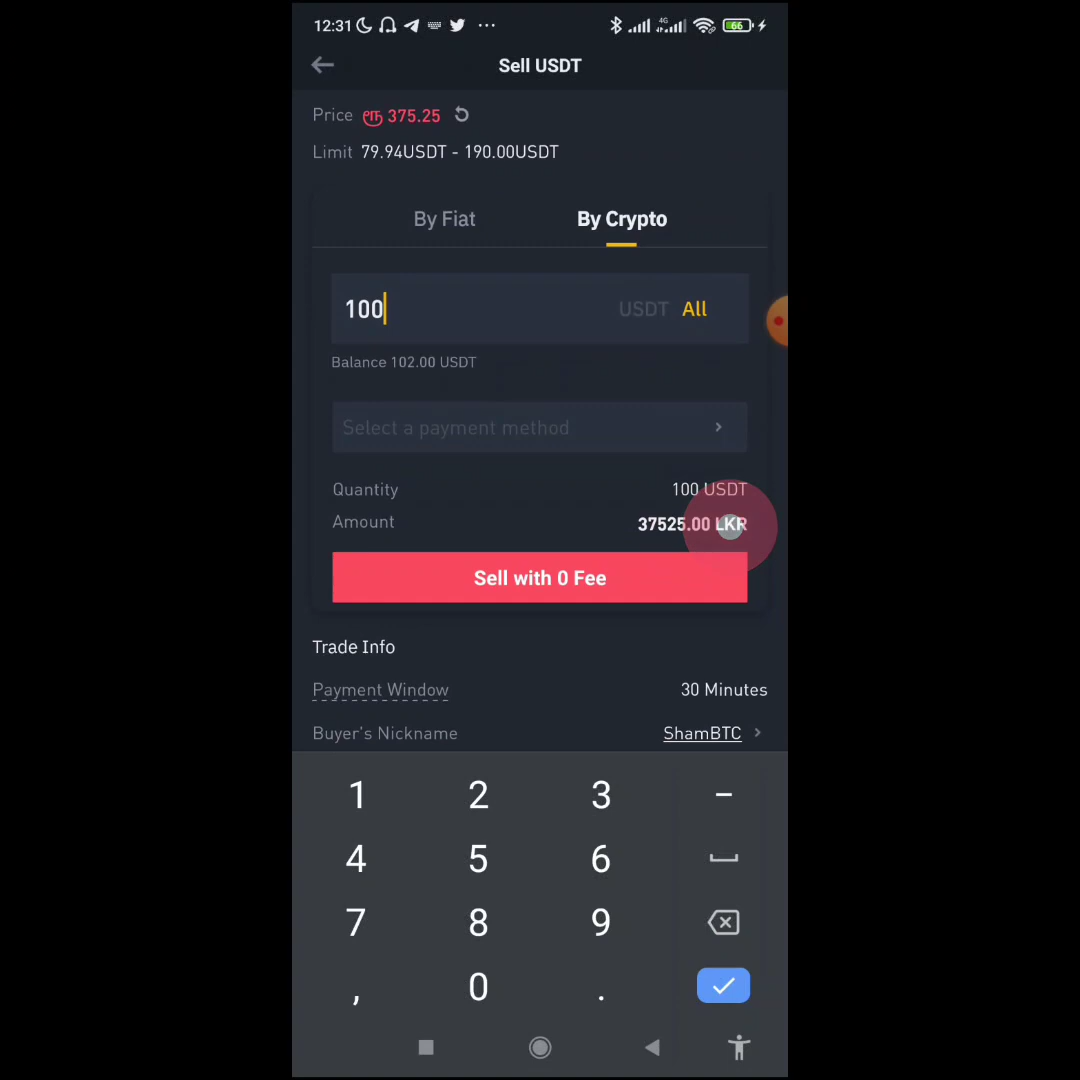 12:31 ... 4G 66
Sell USDT
Price රු 375.25
Limit 79.94USDT - 190.00USDT
By Fiat By Crypto
100 USDT All
Balance 102.00 USDT
Select a payment method
Quantity 100 USDT
Amount 37525.00 LKR
Sell with 0 Fee
Trade Info
Payment Window 30 Minutes
Buyer's Nickname ShamBTC
1 2 3 -
4 5 6
7 8 9
, 0 .